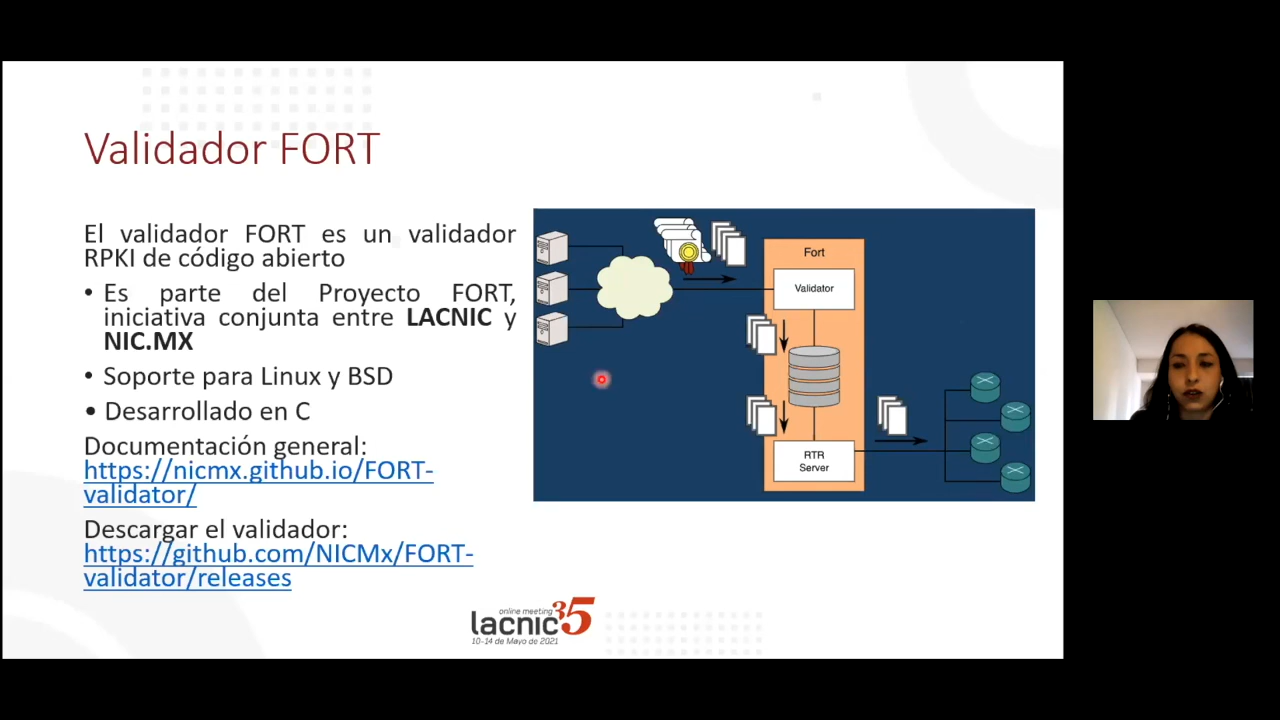 Validador FORT
El validador FORT es un validador
RPKI de código abierto
• Es parte del Proyecto FORT,
iniciativa conjunta entre LACNIC y
NIC.MX
• Soporte para Linux y BSD
• Desarrollado en C
Documentación general:
https://nicmx.github.io/FORT-
validator/
Descargar el validador:
https://github.com/NICMx/FORT-
validator/releases
Fort
Validator
RTR
Server
online meeting
lacnic 35
10-14 de Mayo de 2021